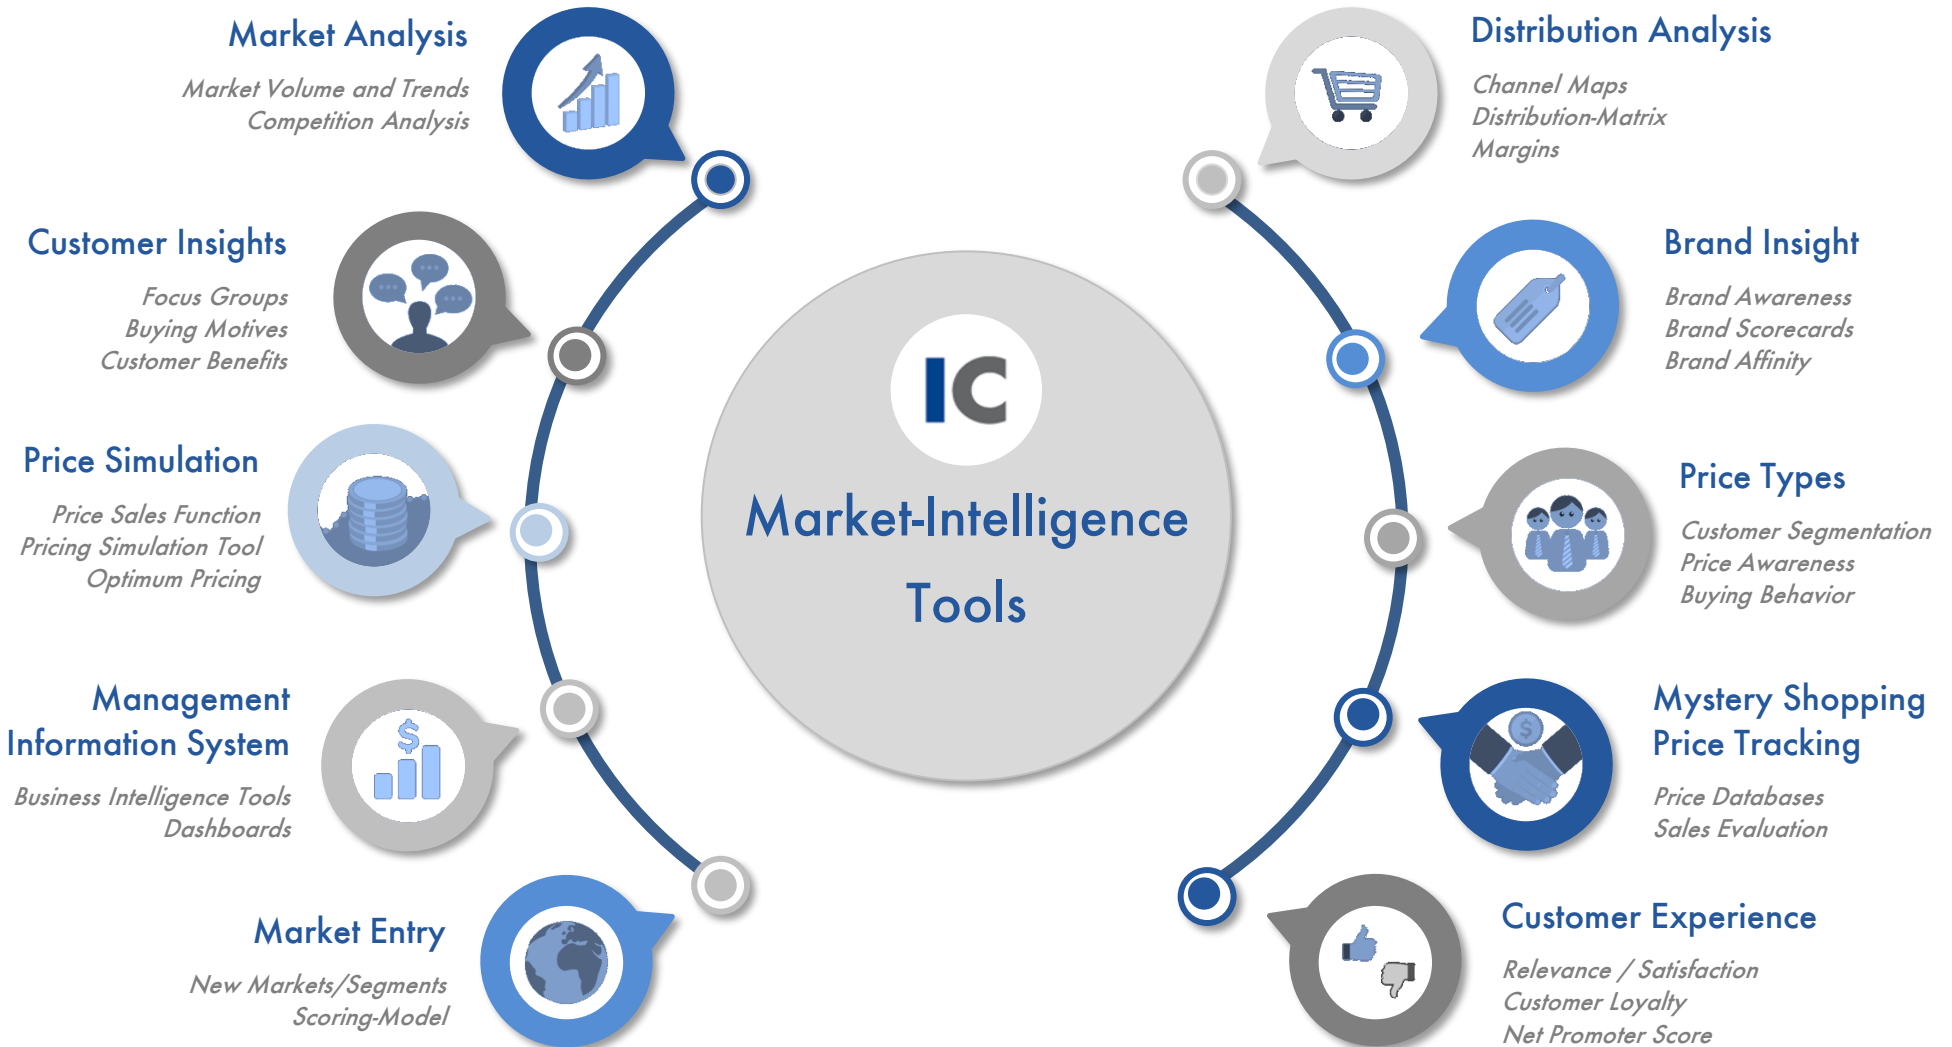 Market Analysis
Market Volume and Trends
Competition Analysis
Customer Insights
Focus Groups
Buying Motives
Customer Benefits
Price Simulation
Price Sales Function
Pricing Simulation Tool
Optimum Pricing
Management
Information System
Business Intelligence Tools
Dashboards
Market Entry
New Markets/Segments
Scoring-Model
IC
Market-Intelligence
Tools
Distribution Analysis
Channel Maps
Distribution-Matrix
Margins
Brand Insight
Brand Awareness
Brand Scorecards
Brand Affinity
Price Types
Customer Segmentation
Price Awareness
Buying Behavior
Mystery Shopping
Price Tracking
Price Databases
Sales Evaluation
Customer Experience
Relevance / Satisfaction
Customer Loyalty
Net Promoter Score
$
$